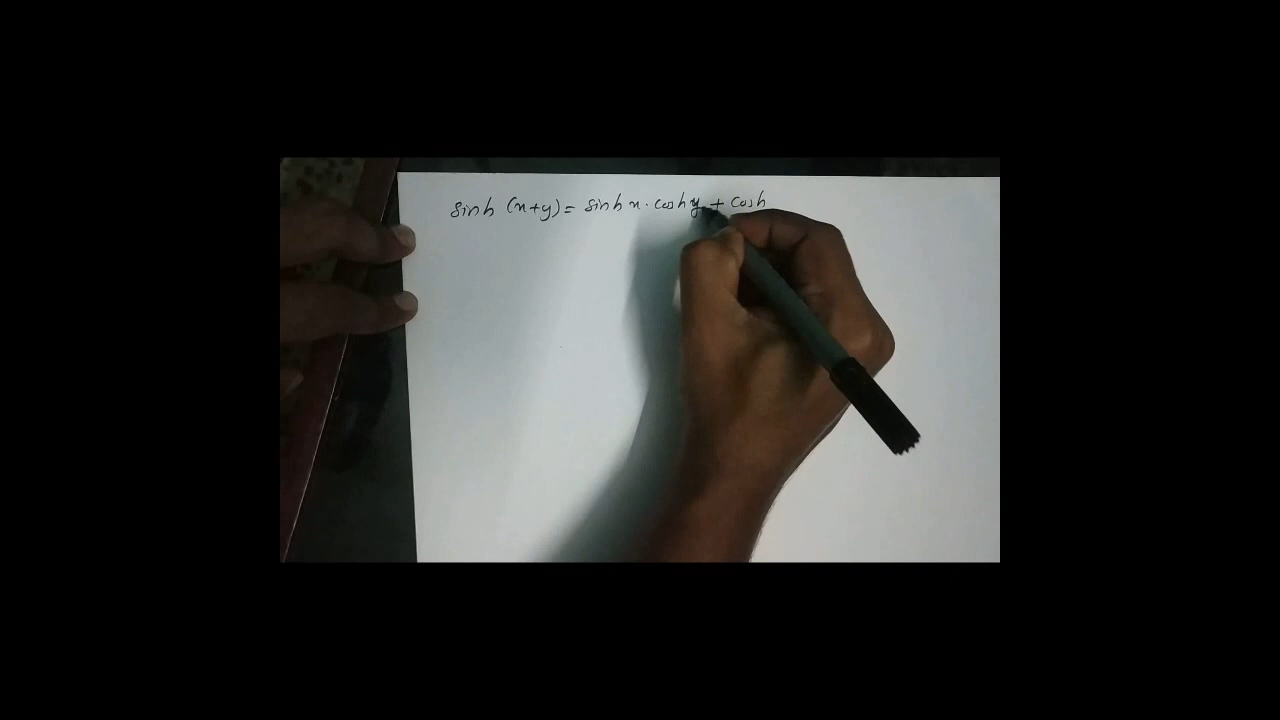 sinh (x+y) = sinh x . cosh y + cosh